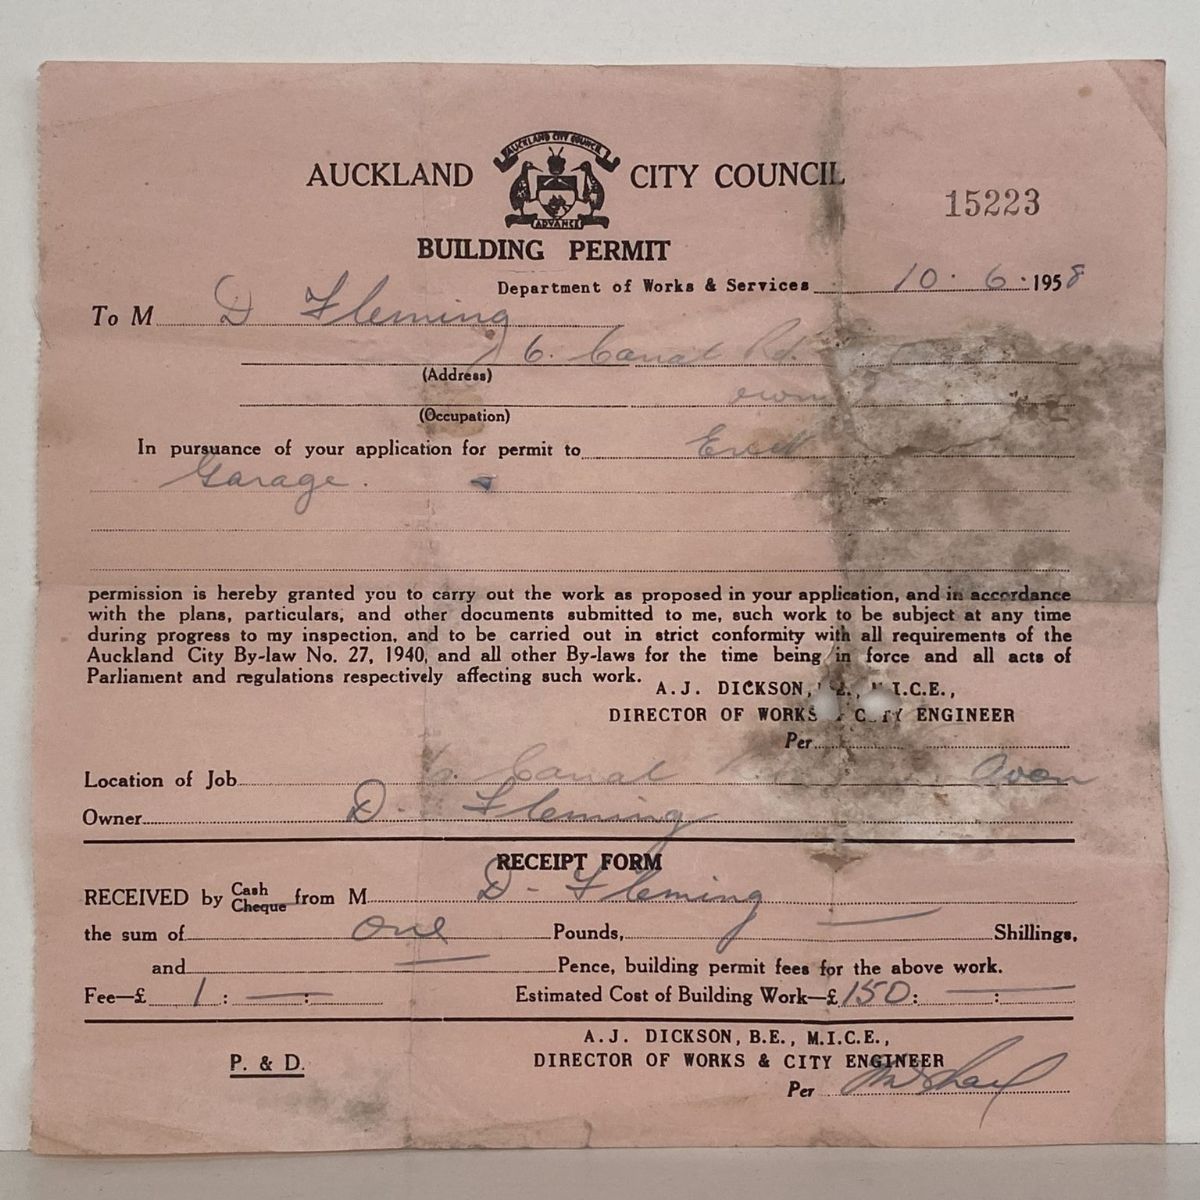 AUCKLAND CITY COUNCIL
AUCKLAND CITY COUNCIL
ADVANCE
15223
BUILDING PERMIT
Department of Works & Services 10 . 6 . 1958
To M D Fleming
6. Canal Rd.
(Address)
(Occupation)
In pursuance of your application for permit to Erect
Garage.
permission is hereby granted you to carry out the work as proposed in your application, and in accordance
with the plans, particulars, and other documents submitted to me, such work to be subject at any time
during progress to my inspection, and to be carried out in strict conformity with all requirements of the
Auckland City By-law No. 27, 1940, and all other By-laws for the time being in force and all acts of
Parliament and regulations respectively affecting such work.
A.J. DICKSON, I.C.E.,
DIRECTOR OF WORKS ENGINEER
Per
Location of Job 6. Canal Aven
Owner D. Fleming
RECEIPT FORM
RECEIVED by Cash
Cheque from M D - Fleming
the sum of One Pounds, — Shillings,
and — Pence, building permit fees for the above work.
Fee—£ 1 : — : Estimated Cost of Building Work—£150: — :
A.J. DICKSON, B.E., M.I.C.E.,
P. & D. DIRECTOR OF WORKS & CITY ENGINEER
Per